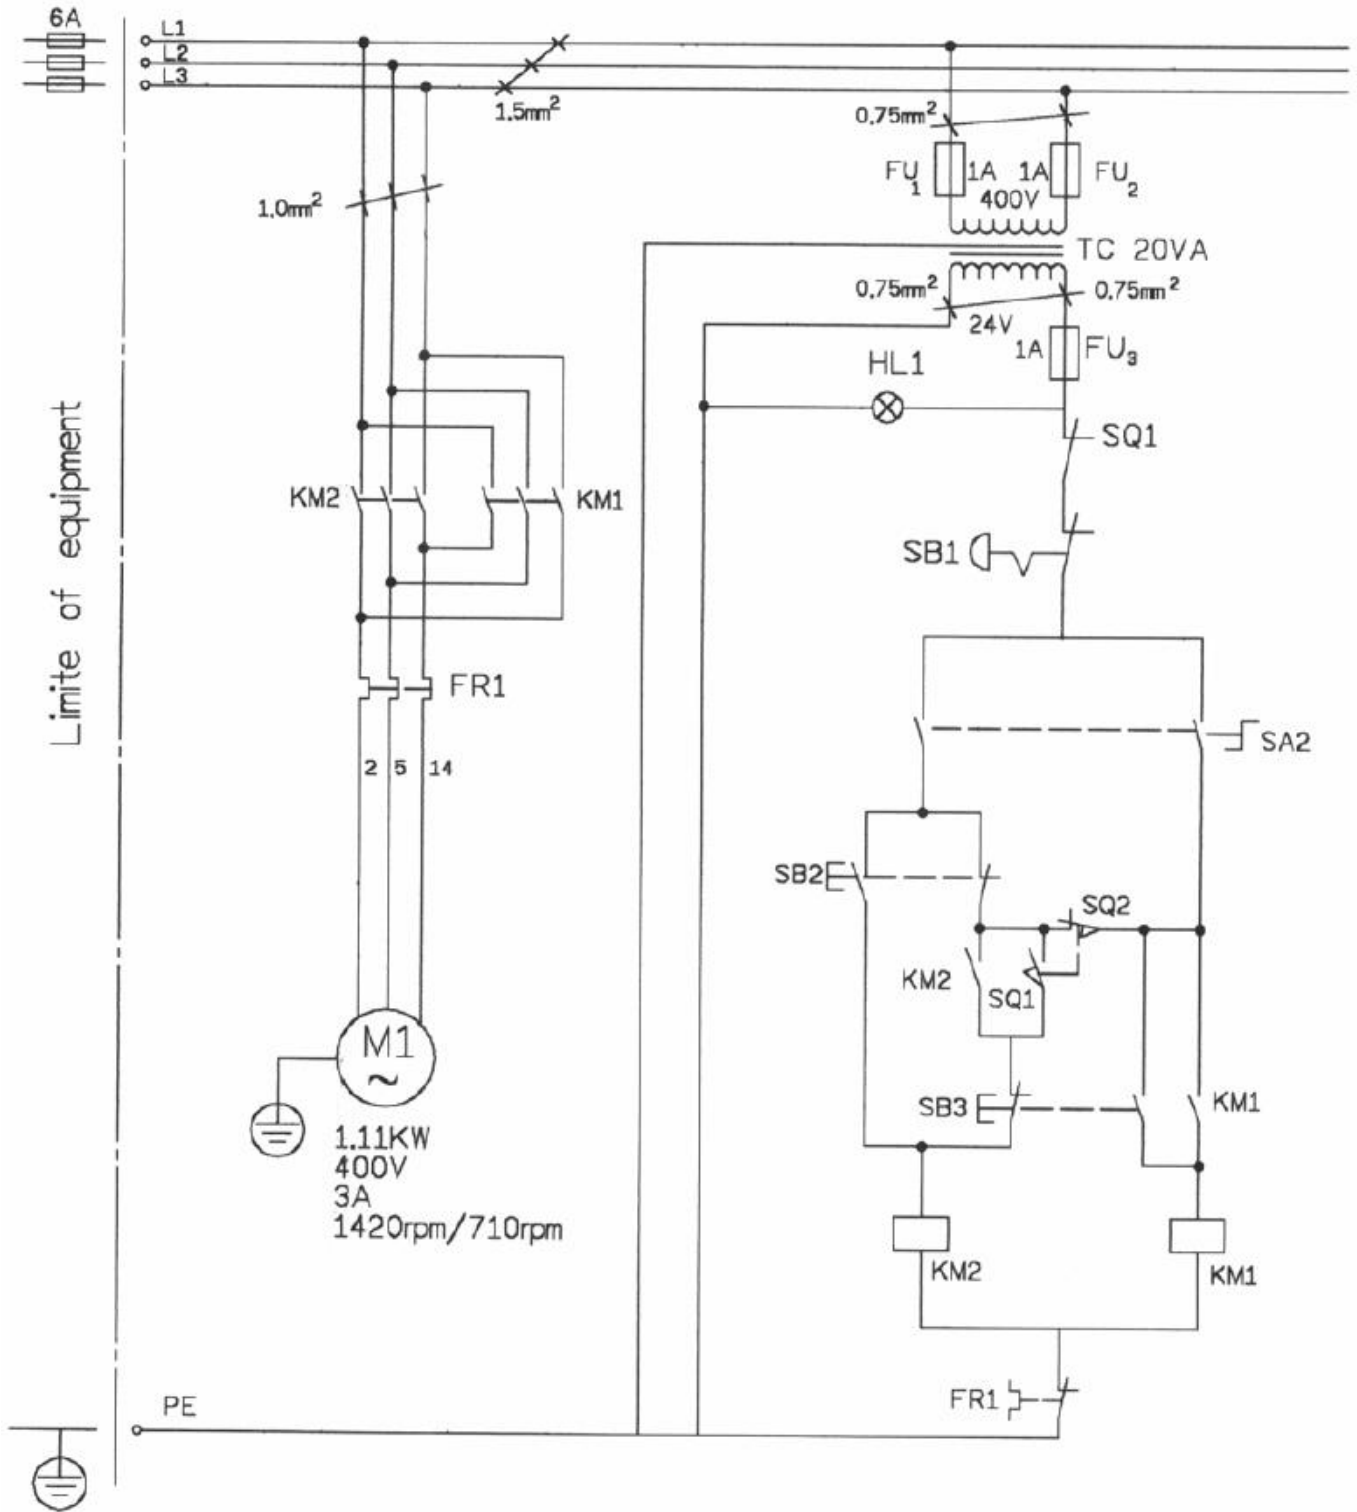 6A
L1
L2
L3
1.5mm²
0.75mm²
FU₁
1A
1A
FU₂
400V
1.0mm²
TC 20VA
0.75mm²
0.75mm²
24V
1A
FU₃
HL1
SQ1
Limite of equipment
KM2
KM1
SB1
FR1
SA2
2
5
14
SB2
SQ2
KM2
SQ1
M1
~
SB3
KM1
1.11KW
400V
3A
1420rpm/710rpm
KM2
KM1
FR1
PE